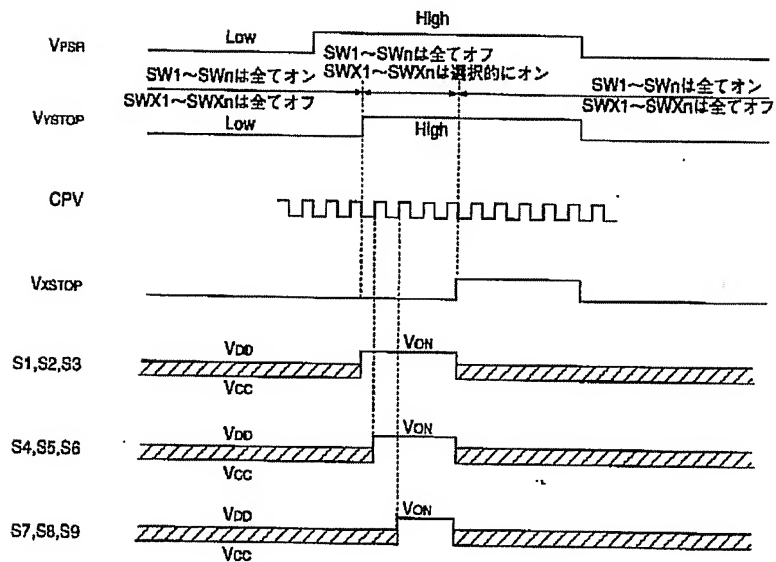 High
VPSR Low
SW1～SWnは全てオフ
SW1～SWnは全てオン SWX1～SWXnは選択的にオン SW1～SWnは全てオン
SWX1～SWXnは全てオフ SWX1～SWXnは全てオフ
VYSTOP Low High
CPV
VXSTOP
VDD VON
S1,S2,S3
VCC
VDD VON
S4,S5,S6
VCC
VDD VON
S7,S8,S9
VCC